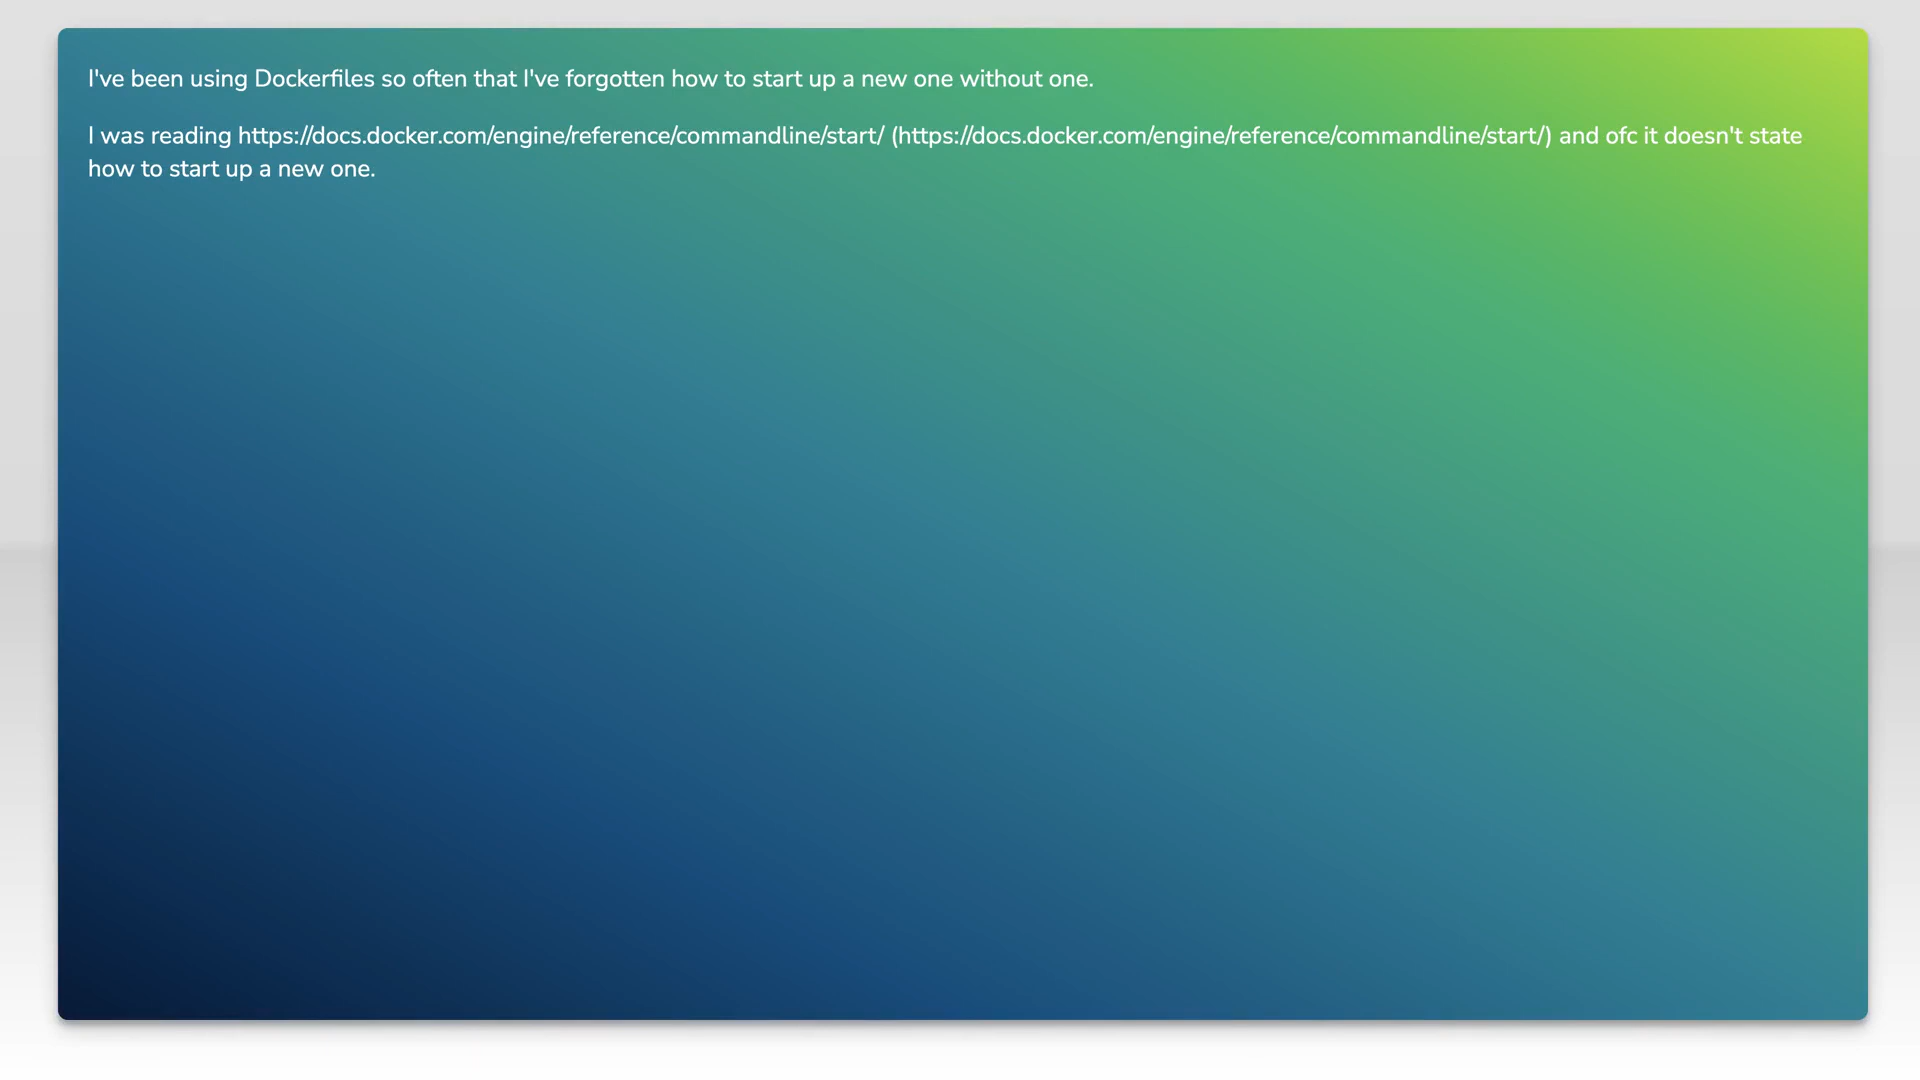 I've been using Dockerfiles so often that I've forgotten how to start up a new one without one.
I was reading https://docs.docker.com/engine/reference/commandline/start/ (https://docs.docker.com/engine/reference/commandline/start/) and ofc it doesn't state
how to start up a new one.